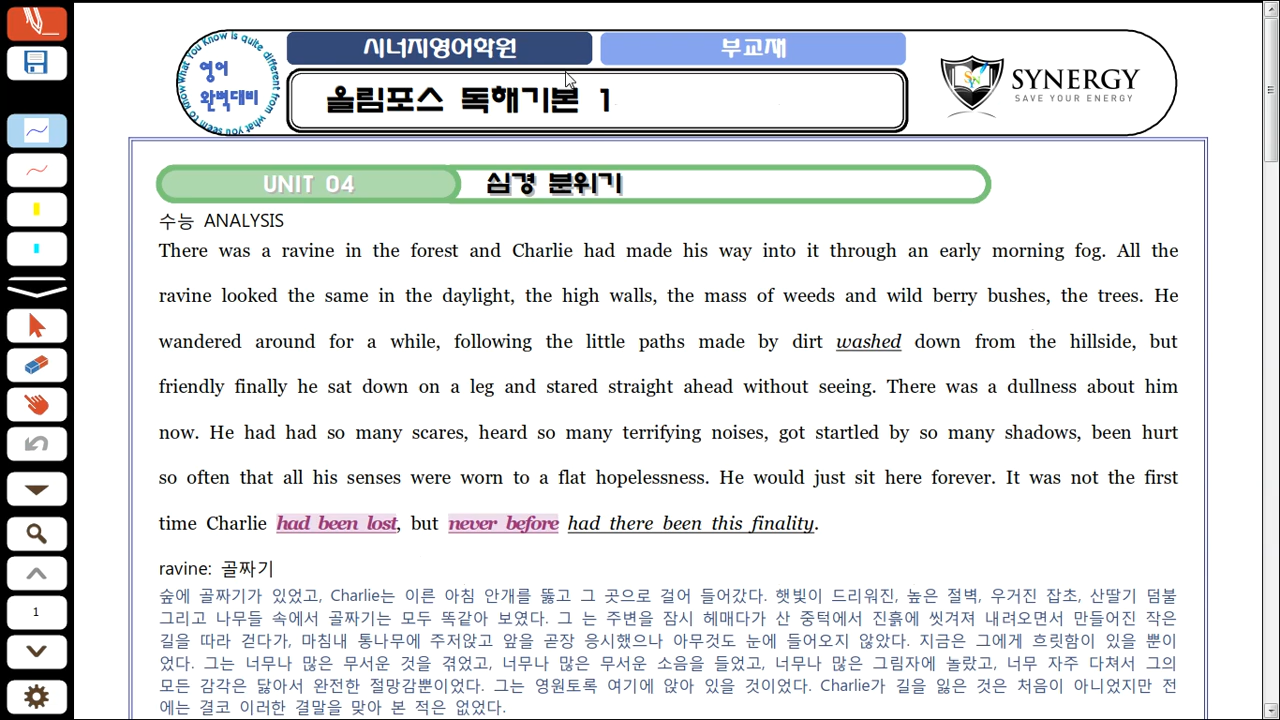 What You Know is quite different from what you seem to know
영어
완벽대비
시너지영어학원
부교재
올림포스 독해기본 1
SYNERGY
SAVE YOUR ENERGY
UNIT 04
심경 분위기
수능 ANALYSIS
There was a ravine in the forest and Charlie had made his way into it through an early morning fog. All the
ravine looked the same in the daylight, the high walls, the mass of weeds and wild berry bushes, the trees. He
wandered around for a while, following the little paths made by dirt washed down from the hillside, but
friendly finally he sat down on a leg and stared straight ahead without seeing. There was a dullness about him
now. He had had so many scares, heard so many terrifying noises, got startled by so many shadows, been hurt
so often that all his senses were worn to a flat hopelessness. He would just sit here forever. It was not the first
time Charlie had been lost, but never before had there been this finality.
ravine: 골짜기
숲에 골짜기가 있었고, Charlie는 이른 아침 안개를 뚫고 그 곳으로 걸어 들어갔다. 햇빛이 드리워진, 높은 절벽, 우거진 잡초, 산딸기 덤불
그리고 나무들 속에서 골짜기는 모두 똑같아 보였다. 그 는 주변을 잠시 헤매다가 산 중턱에서 진흙에 씻겨져 내려오면서 만들어진 작은
길을 따라 걷다가, 마침내 통나무에 주저앉고 앞을 곧장 응시했으나 아무것도 눈에 들어오지 않았다. 지금은 그에게 흐릿함이 있을 뿐이
었다. 그는 너무나 많은 무서운 것을 겪었고, 너무나 많은 무서운 소음을 들었고, 너무나 많은 그림자에 놀랐고, 너무 자주 다쳐서 그의
모든 감각은 닳아서 완전한 절망감뿐이었다. 그는 영원토록 여기에 앉아 있을 것이었다. Charlie가 길을 잃은 것은 처음이 아니었지만 전
에는 결코 이러한 결말을 맞아 본 적은 없었다.
1